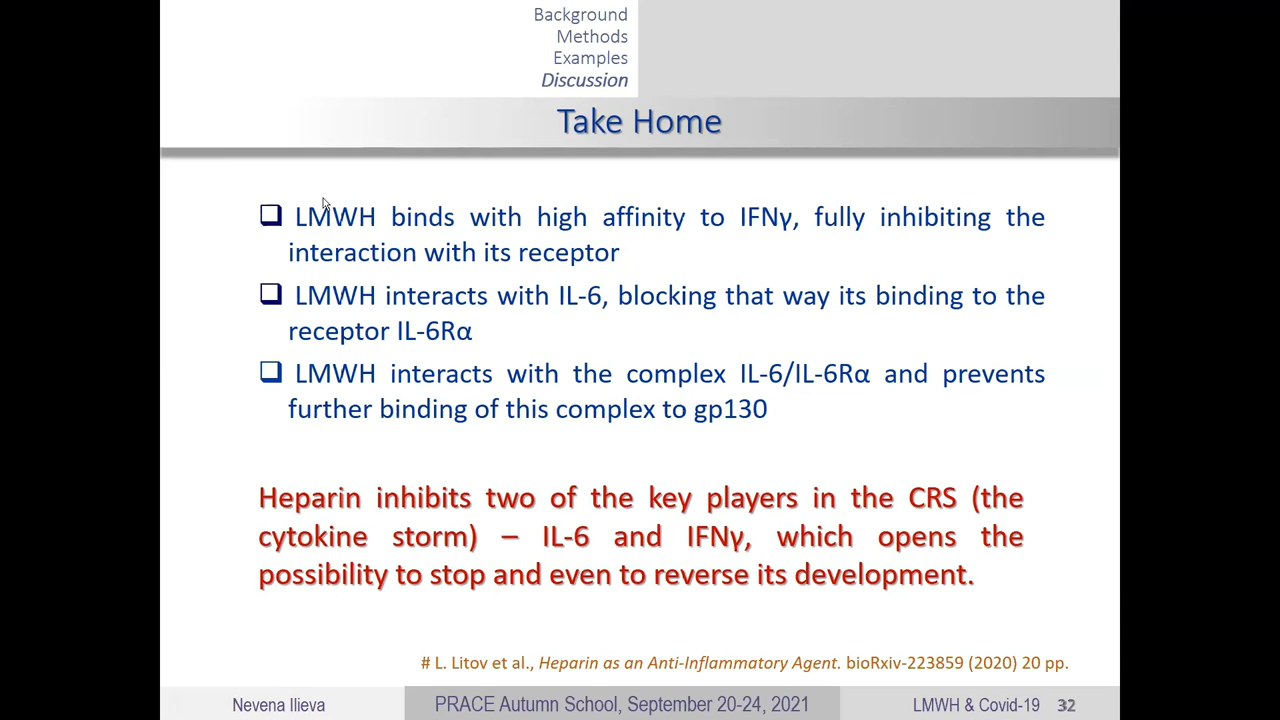 Background
Methods
Examples
Discussion
Take Home
LMWH binds with high affinity to IFNγ, fully inhibiting the
interaction with its receptor
LMWH interacts with IL-6, blocking that way its binding to the
receptor IL-6Rα
LMWH interacts with the complex IL-6/IL-6Rα and prevents
further binding of this complex to gp130
Heparin inhibits two of the key players in the CRS (the
cytokine storm) – IL-6 and IFNγ, which opens the
possibility to stop and even to reverse its development.
# L. Litov et al., Heparin as an Anti-Inflammatory Agent. bioRxiv-223859 (2020) 20 pp.
Nevena Ilieva
PRACE Autumn School, September 20-24, 2021
LMWH & Covid-19 32